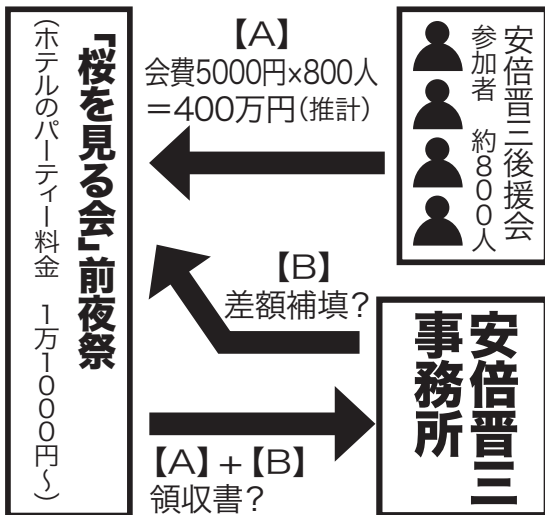 安倍晋三後援会
参加者 約800人
【A】
会費5000円×800人
＝400万円(推計)
「桜を見る会」前夜祭
(ホテルのパーティー料金 1万1000円〜)
【B】
差額補填?
安倍晋三
事務所
【A】+【B】
領収書?